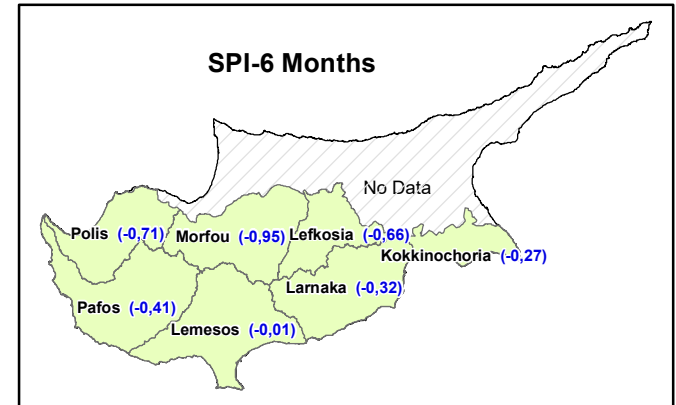 SPI-6 Months
No Data
Polis (-0,71)
Morfou (-0,95)
Lefkosia (-0,66)
Kokkinochoria (-0,27)
Larnaka (-0,32)
Pafos (-0,41)
Lemesos (-0,01)